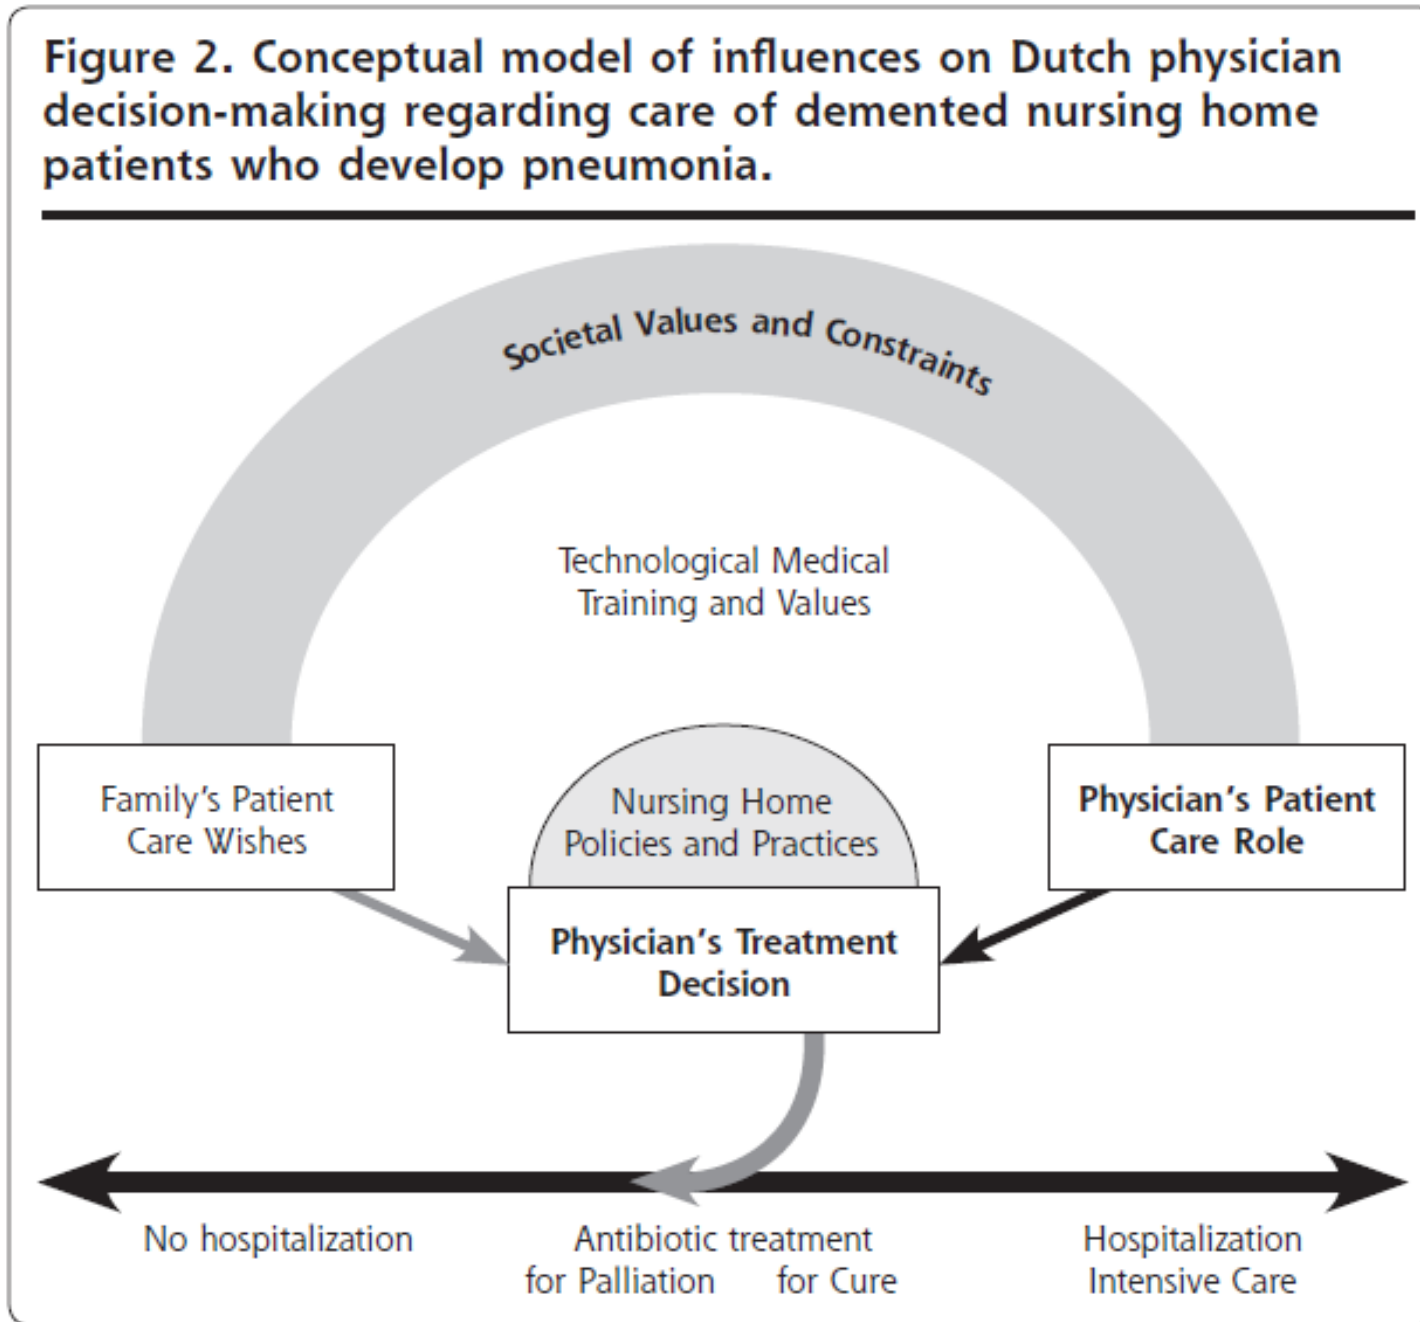 Figure 2. Conceptual model of influences on Dutch physician
decision-making regarding care of demented nursing home
patients who develop pneumonia.
Societal Values and Constraints
Technological Medical
Training and Values
Family’s Patient
Care Wishes
Nursing Home
Policies and Practices
Physician’s Patient
Care Role
Physician’s Treatment
Decision
No hospitalization
Antibiotic treatment
for Palliation for Cure
Hospitalization
Intensive Care